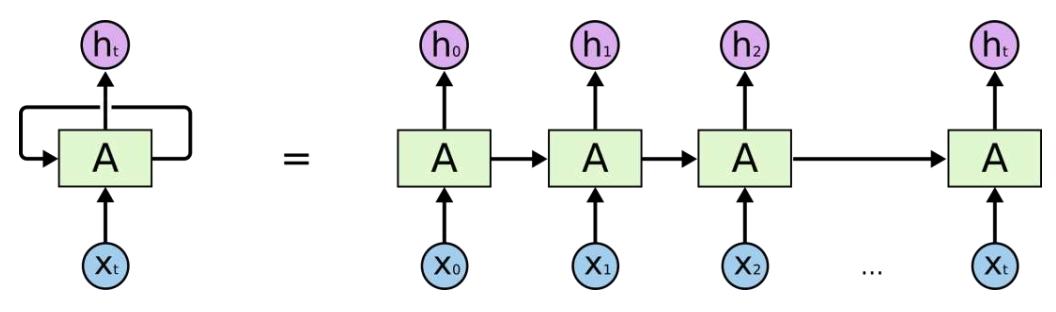 hₜ h₀ h₁ h₂ hₜ
A = A A A A
xₜ x₀ x₁ x₂ ... xₜ